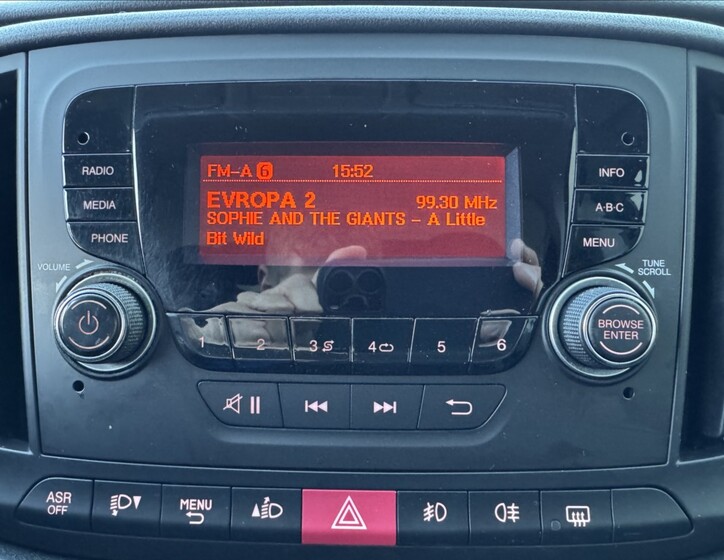 FM-A 6 15:52
EVROPA 2 99.30 MHz
SOPHIE AND THE GIANTS - A Little
Bit Wild
RADIO
MEDIA
PHONE
INFO
A·B·C
MENU
VOLUME
TUNE
SCROLL
BROWSE
ENTER
1 2 3 4 5 6
ASR
OFF
MENU